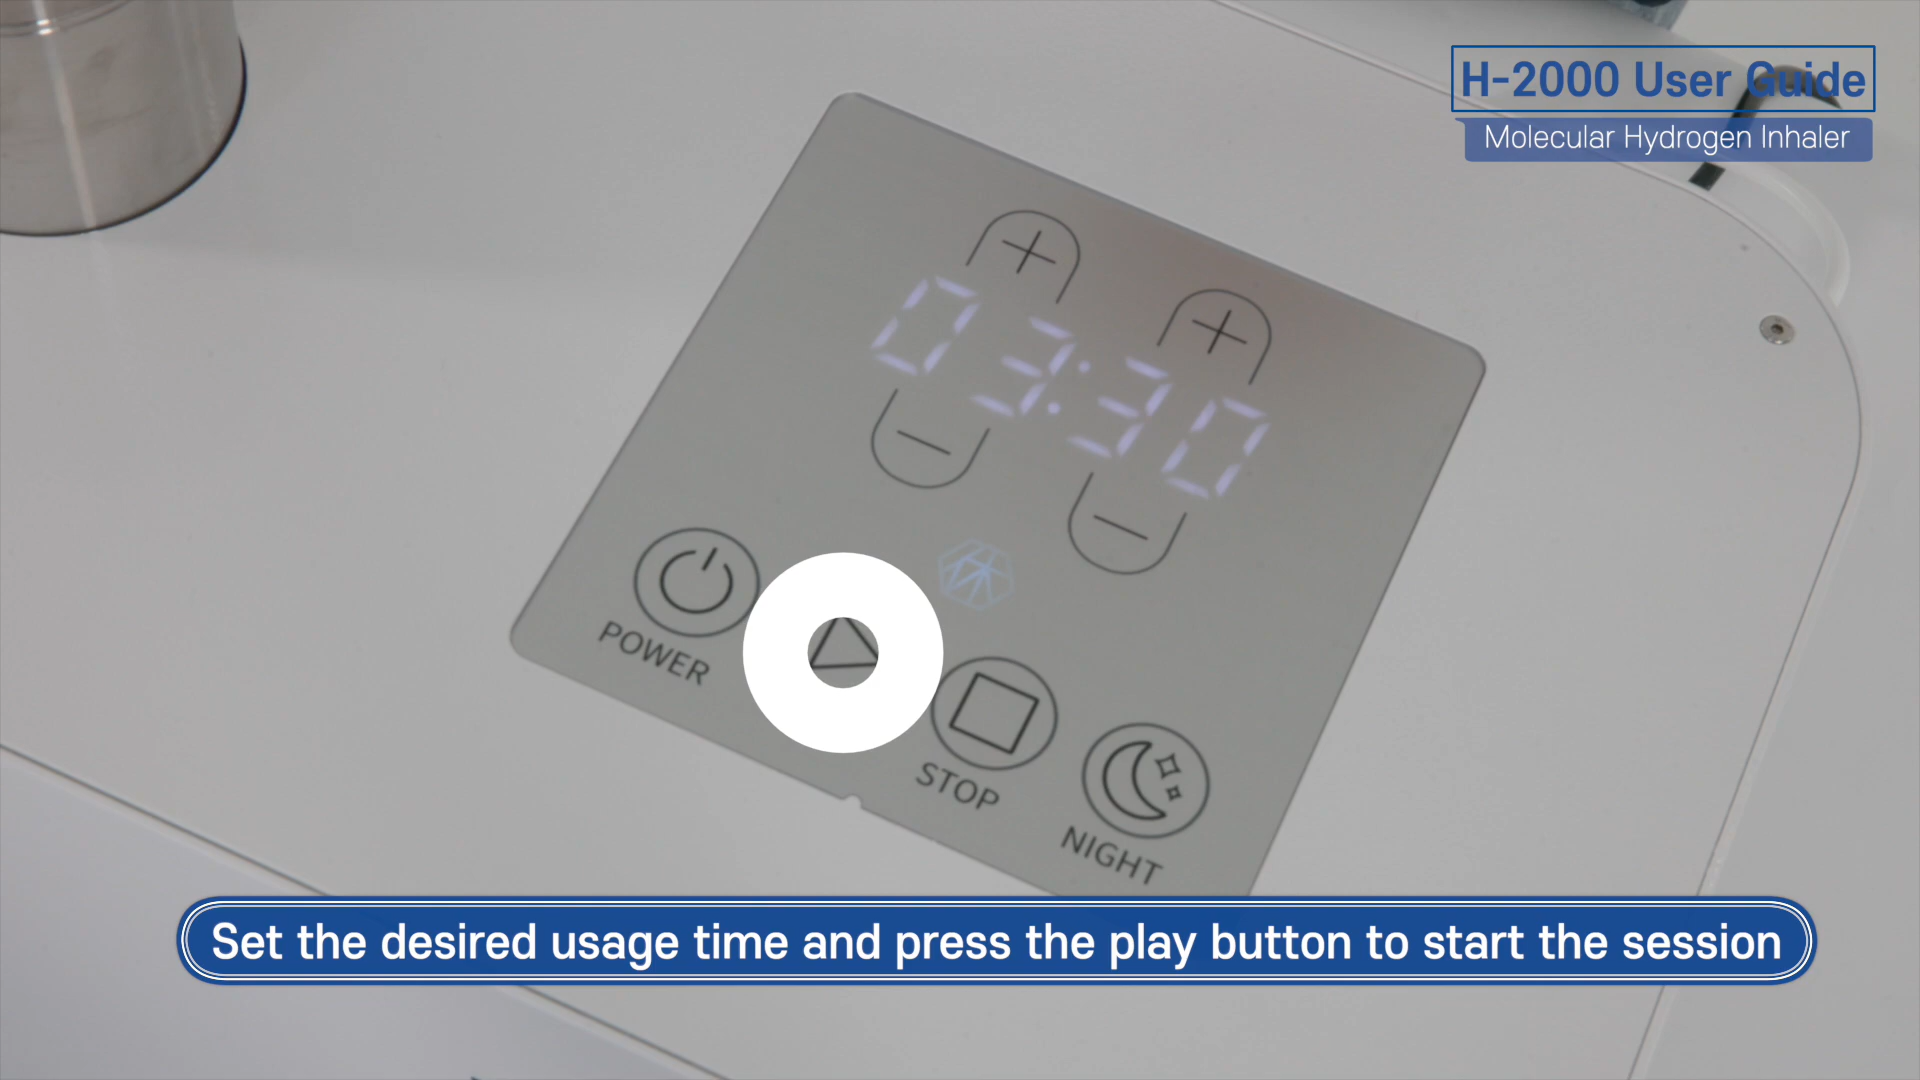 H-2000 User Guide
Molecular Hydrogen Inhaler
03:30
POWER
STOP
NIGHT
Set the desired usage time and press the play button to start the session